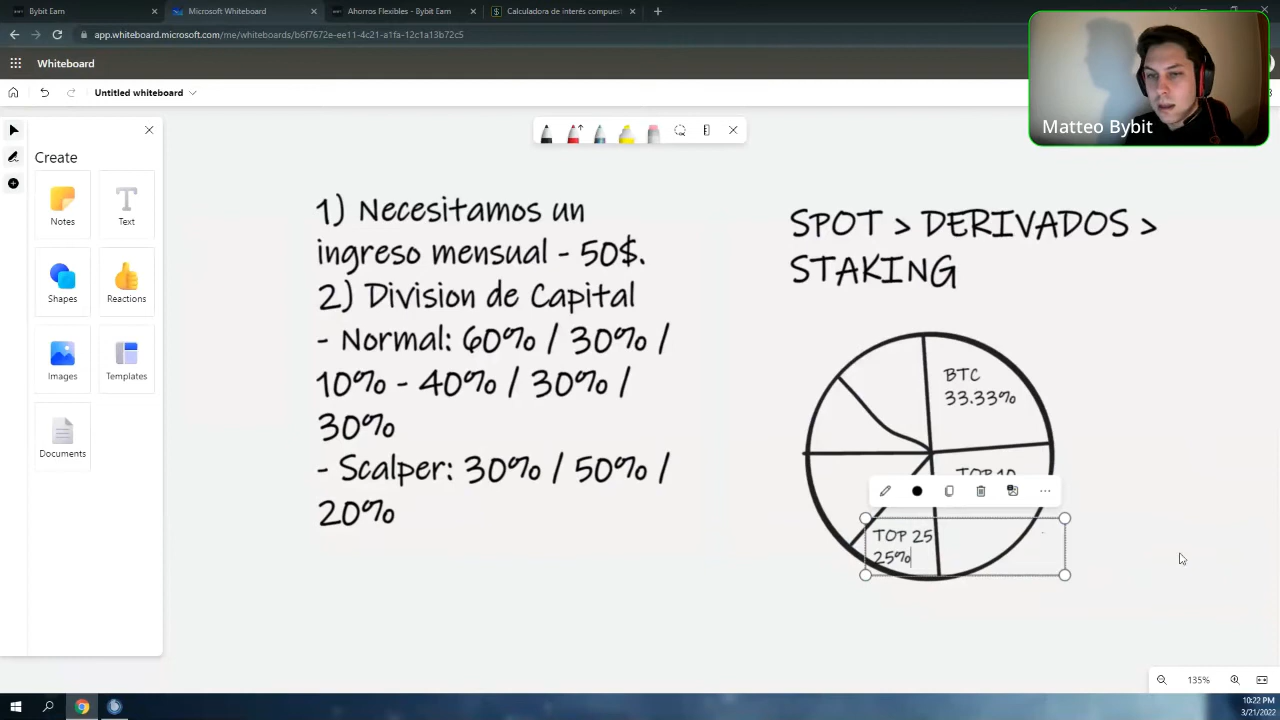 Bybit Earn
Microsoft Whiteboard
Ahorros Flexibles - Bybit Earn
Calculadora de interés compues
app.whiteboard.microsoft.com/me/whiteboards/b6f7672e-ee11-4c21-a1fa-12c1a13b72c5
Whiteboard
Untitled whiteboard
Matteo Bybit
Create
Notes
Text
Shapes
Reactions
Images
Templates
Documents
1) Necesitamos un
ingreso mensual - 50$.
2) Division de Capital
- Normal: 60% / 30% /
10% - 40% / 30% /
30%
- Scalper: 30% / 50% /
20%
SPOT > DERIVADOS >
STAKING
BTC
33.33%
TOP 10
TOP 25
25%
135%
10:22 PM
3/21/2022